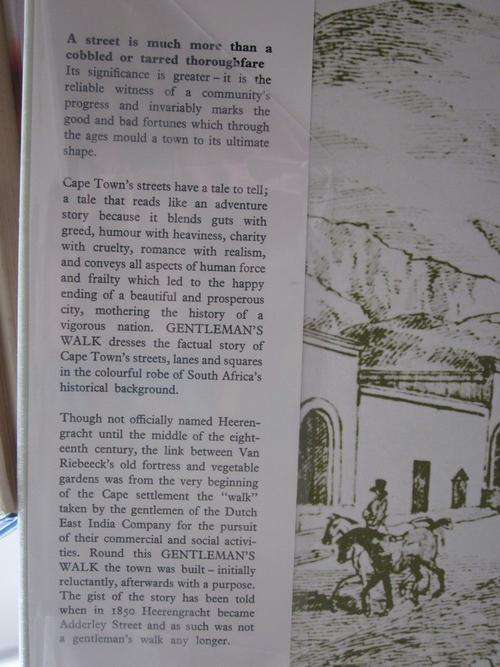 A street is much more than a
cobbled or tarred thoroughfare
Its significance is greater – it is the
reliable witness of a community's
progress and invariably marks the
good and bad fortunes which through
the ages mould a town to its ultimate
shape.
Cape Town's streets have a tale to tell;
a tale that reads like an adventure
story because it blends guts with
greed, humour with heaviness, charity
with cruelty, romance with realism,
and conveys all aspects of human force
and frailty which led to the happy
ending of a beautiful and prosperous
city, mothering the history of a
vigorous nation. GENTLEMAN'S
WALK dresses the factual story of
Cape Town's streets, lanes and squares
in the colourful robe of South Africa's
historical background.
Though not officially named Heeren-
gracht until the middle of the eight-
eenth century, the link between Van
Riebeeck's old fortress and vegetable
gardens was from the very beginning
of the Cape settlement the "walk"
taken by the gentlemen of the Dutch
East India Company for the pursuit
of their commercial and social activi-
ties. Round this GENTLEMAN'S
WALK the town was built – initially
reluctantly, afterwards with a purpose.
The gist of the story has been told
when in 1850 Heerengracht became
Adderley Street and as such was not
a gentleman's walk any longer.